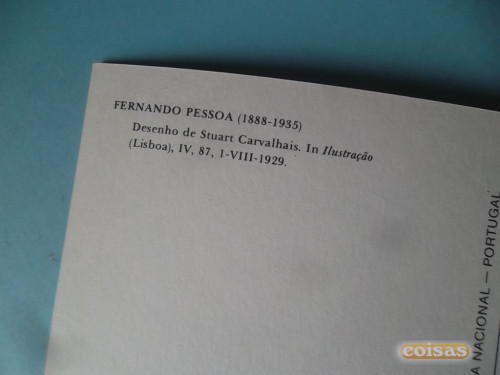 FERNANDO PESSOA (1888-1935)
Desenho de Stuart Carvalhais. In Ilustração
(Lisboa), IV, 87, 1-VIII-1929.
A NACIONAL — PORTUGAL
coisas